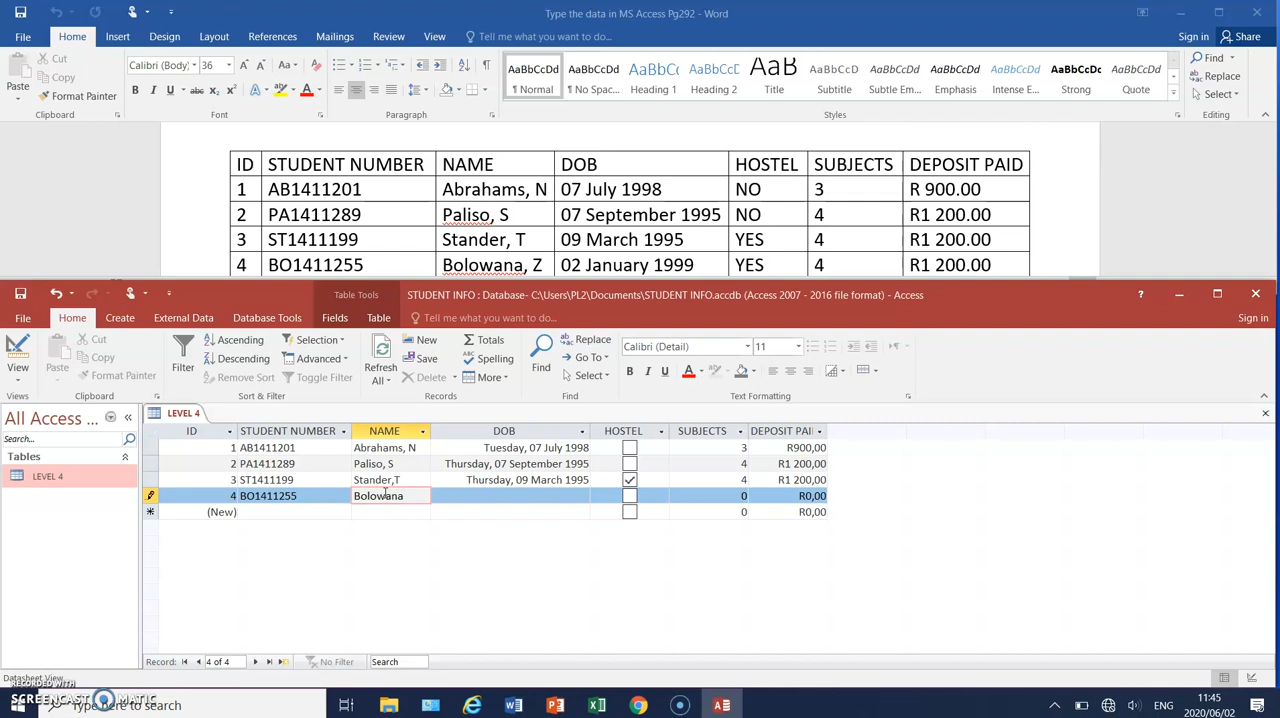 Type the data in MS Access Pg292 - Word
Sign in Share
File Home Insert Design Layout References Mailings Review View Tell me what you want to do...
Paste Cut Copy Format Painter
Calibri (Body) 36 Aa
B I U abc X2 X2 A A
AaBbCcDd AaBbCcDd AaBbCcDd AaBbCcDd AaB AaBbCcDd AaBbCcDd AaBbCcDd AaBbCcDd AaBbCcDc AaBbCcDd
¶ Normal ¶ No Spac... Heading 1 Heading 2 Title Subtitle Subtle Em... Emphasis Intense E... Strong Quote
Find Replace Select
Clipboard Font Paragraph Styles Editing
ID STUDENT NUMBER NAME DOB HOSTEL SUBJECTS DEPOSIT PAID
1 AB1411201 Abrahams, N 07 July 1998 NO 3 R 900.00
2 PA1411289 Paliso, S 07 September 1995 NO 4 R1 200.00
3 ST1411199 Stander, T 09 March 1995 YES 4 R1 200.00
4 BO1411255 Bolowana, Z 02 January 1999 YES 4 R1 200.00
Table Tools STUDENT INFO : Database- C:\Users\PL2\Documents\STUDENT INFO.accdb (Access 2007 - 2016 file format) - Access ?
File Home Create External Data Database Tools Fields Table Tell me what you want to do... Sign in
View Paste Cut Copy Format Painter
Filter Ascending Descending Remove Sort Selection Advanced Toggle Filter
Refresh All New Save Delete Totals Spelling More
Find Replace Go To Select
Calibri (Detail) 11
B I U A
Views Clipboard Sort & Filter Records Find Text Formatting
All Access ...
Search...
Tables
LEVEL 4
LEVEL 4
ID STUDENT NUMBER NAME DOB HOSTEL SUBJECTS DEPOSIT PAI
1 AB1411201 Abrahams, N Tuesday, 07 July 1998 3 R900,00
2 PA1411289 Paliso, S Thursday, 07 September 1995 4 R1 200,00
3 ST1411199 Stander,T Thursday, 09 March 1995 4 R1 200,00
4 BO1411255 Bolowana 0 R0,00
(New) 0 R0,00
Record: 4 of 4 No Filter Search
Datasheet View
RECORDED WITH
SCREENCAST MATIC
Type here to search
ENG 11:45
2020/06/02